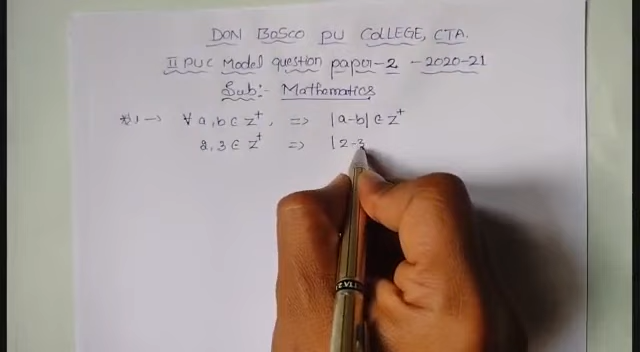 DON BOSCO PU COLLEGE, CTA.
II PUC Model question paper-2 - 2020-21
Sub:- Mathematics
*1 → ∀ a, b ∈ Z⁺, => |a-b| ∈ Z⁺
2, 3 ∈ Z⁺ => |2-3